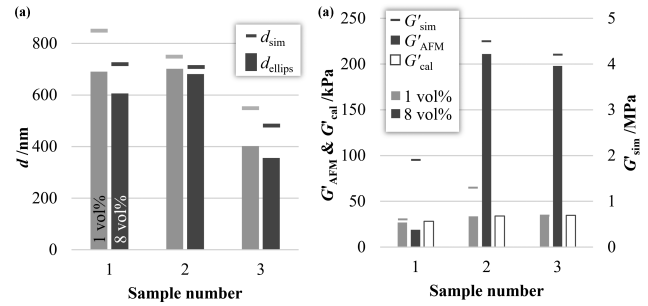 (a)
800
600
400
200
0
d /nm
d_sim
d_ellips
1 vol%
8 vol%
1
2
3
Sample number
(a)
250
200
150
100
50
0
G'_AFM & G'_cal /kPa
G'_sim
G'_AFM
G'_cal
1 vol%
8 vol%
5
4
3
2
1
0
G'_sim /MPa
1
2
3
Sample number